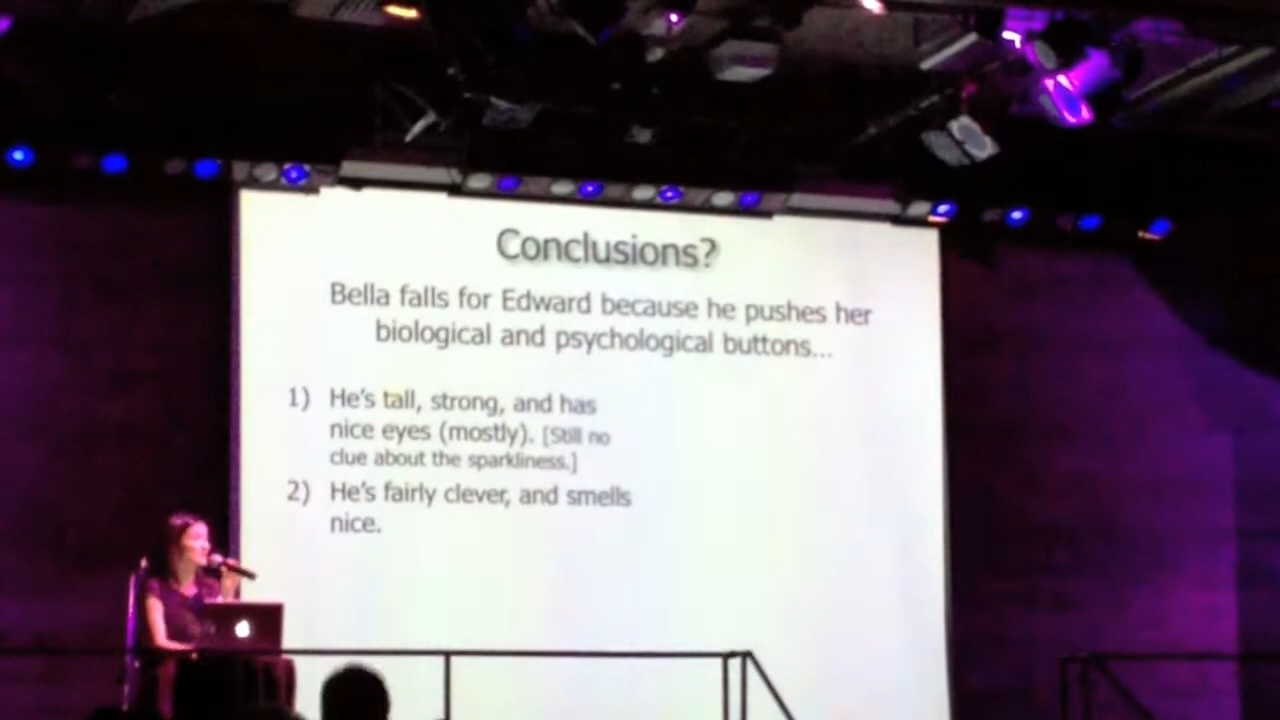 Conclusions?
Bella falls for Edward because he pushes her
biological and psychological buttons...
1) He's tall, strong, and has
nice eyes (mostly). [Still no
clue about the sparkliness.]
2) He's fairly clever, and smells
nice.